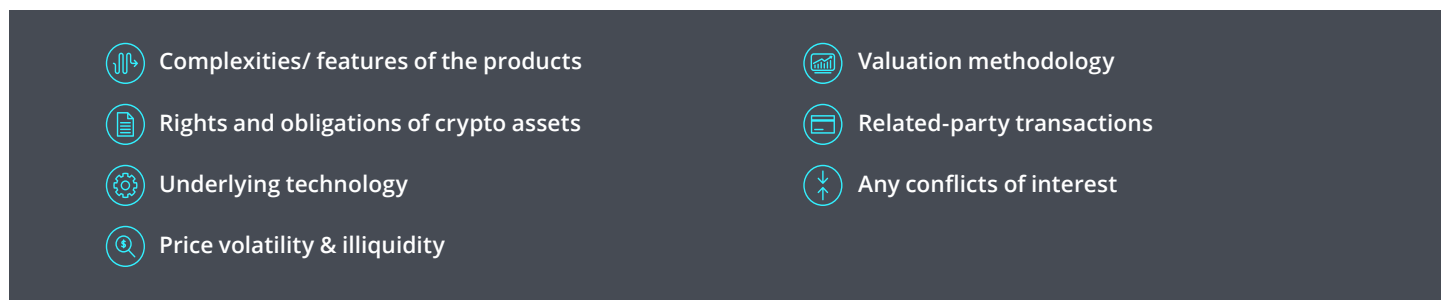 Complexities/ features of the products
Rights and obligations of crypto assets
Underlying technology
Price volatility & illiquidity
Valuation methodology
Related-party transactions
Any conflicts of interest